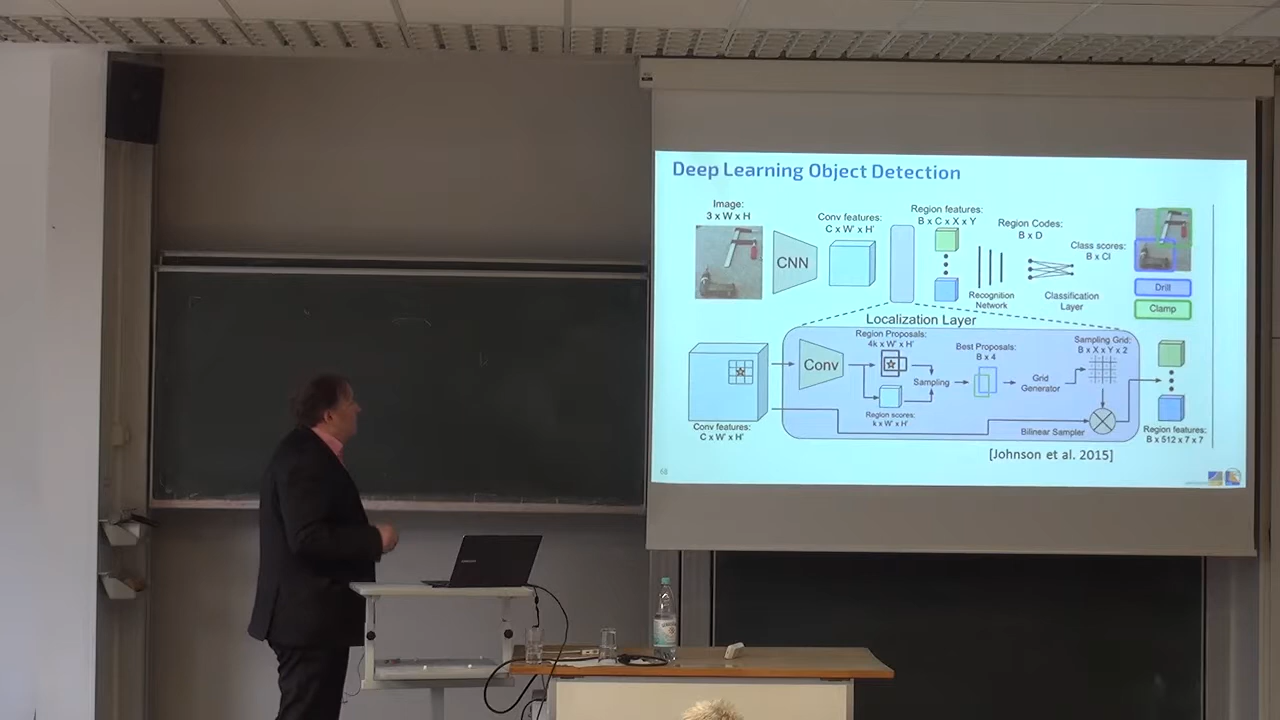 Deep Learning Object Detection
Image:
3 x W x H
Conv features:
C x W' x H'
Region features:
B x C x X x Y
Region Codes:
B x D
Class scores:
B x Cl
CNN
Recognition
Network
Classification
Layer
Drill
Clamp
Localization Layer
Conv
Region Proposals:
4k x W' x H'
Region scores:
k x W' x H'
Sampling
Best Proposals:
B x 4
Grid
Generator
Sampling Grid:
B x X x Y x 2
Bilinear Sampler
Conv features:
C x W' x H'
Region features:
B x 512 x 7 x 7
[Johnson et al. 2015]
68